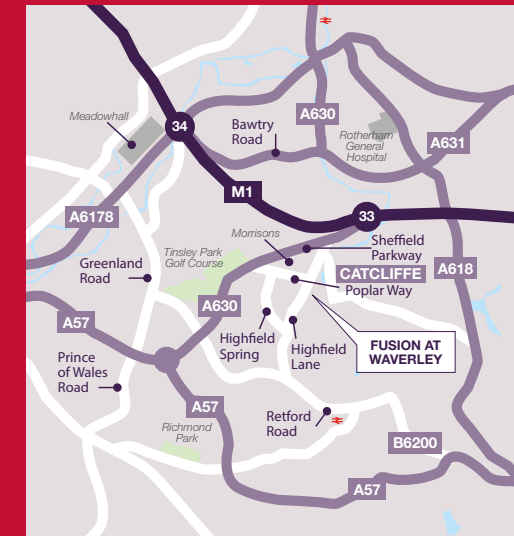 Meadowhall
34
Bawtry
Road
A630
Rotherham
General
Hospital
A631
M1
A6178
33
Morrisons
Sheffield
Parkway
Tinsley Park
Golf Course
Greenland
Road
CATCLIFFE
A618
Poplar Way
A630
A57
Highfield
Spring
Highfield
Lane
FUSION AT
WAVERLEY
Prince
of Wales
Road
A57
Retford
Road
Richmond
Park
B6200
A57